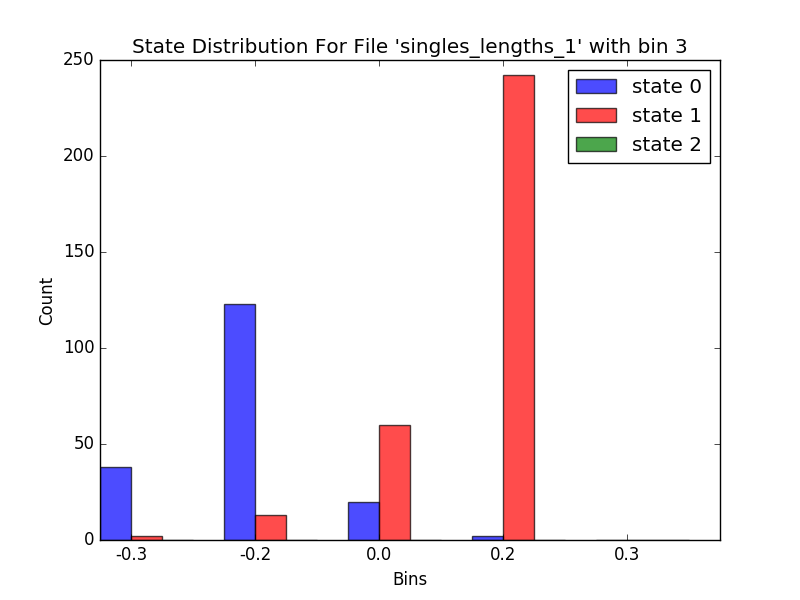 State Distribution For File 'singles_lengths_1' with bin 3
250
200
150
100
50
0
Count
state 0
state 1
state 2
-0.3 -0.2 0.0 0.2 0.3
Bins